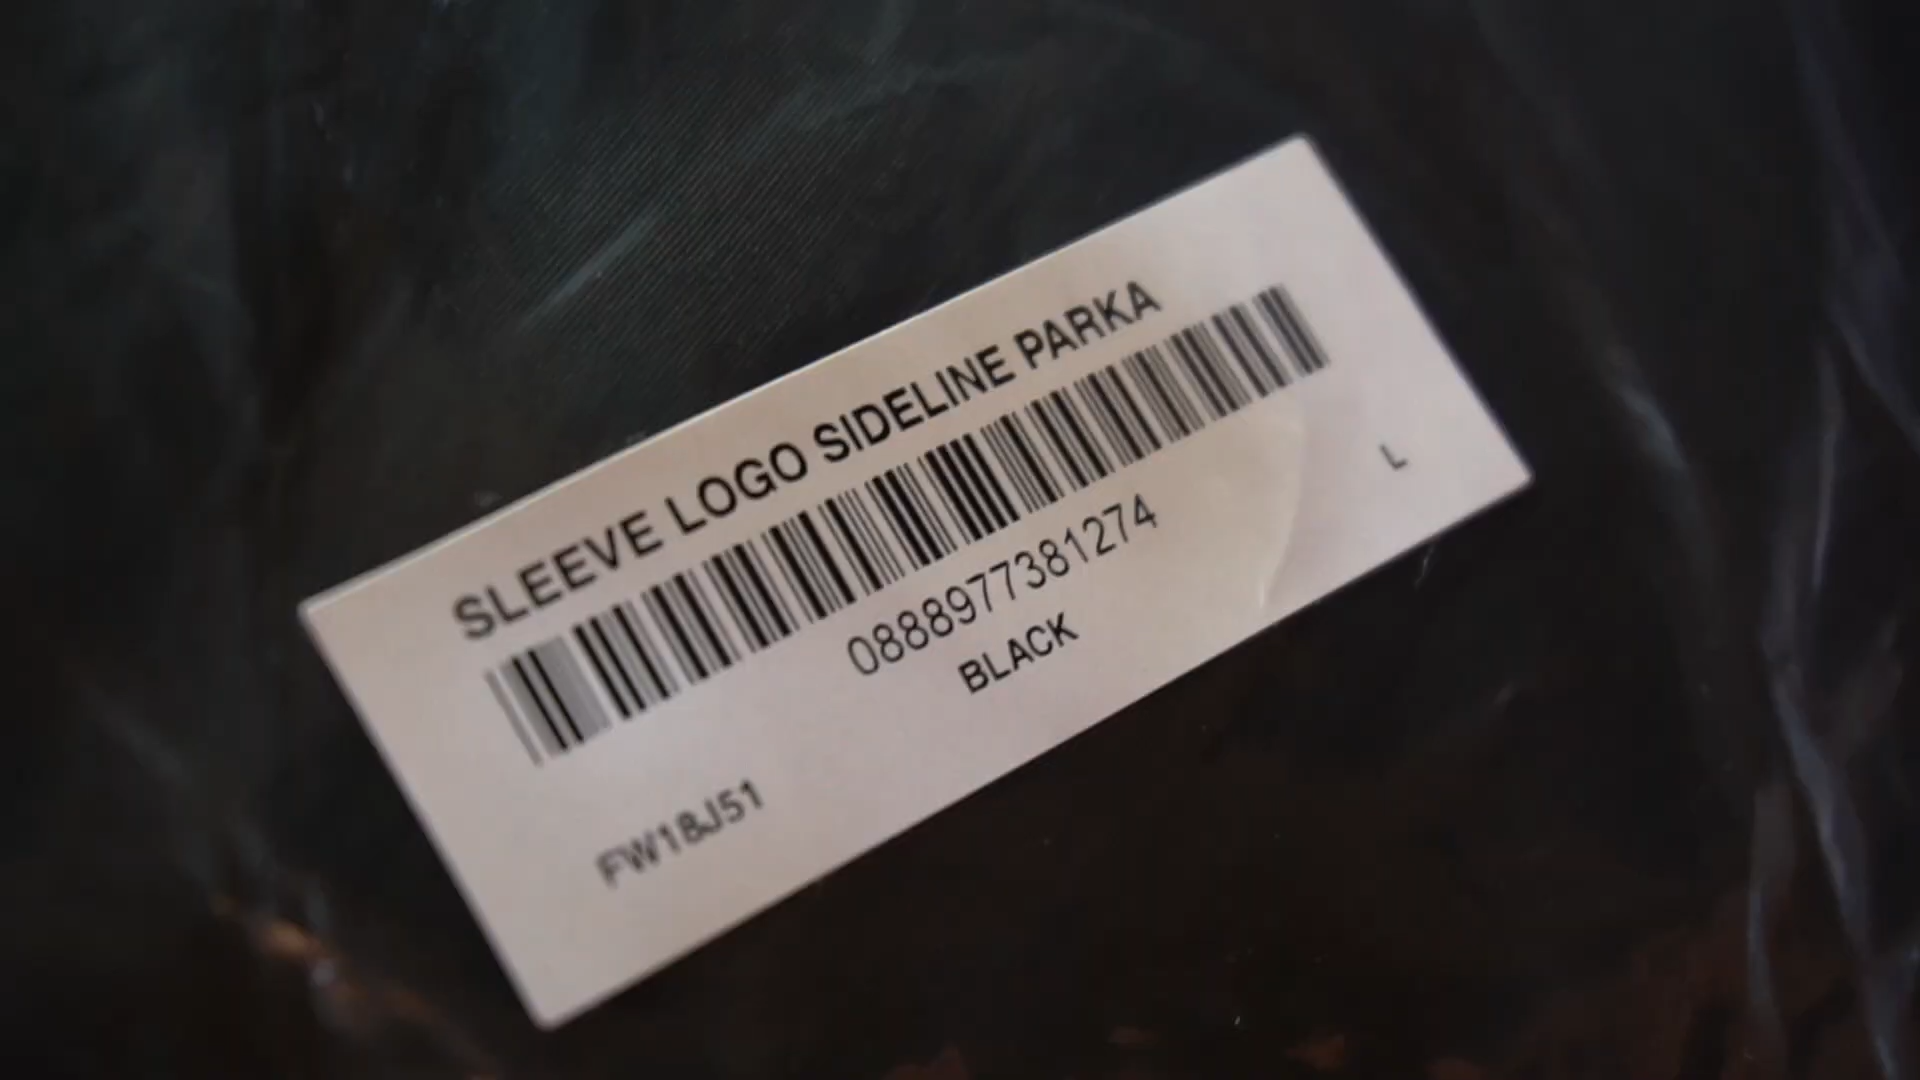 SLEEVE LOGO SIDELINE PARKA
0888977381274
BLACK
L
FW18J51